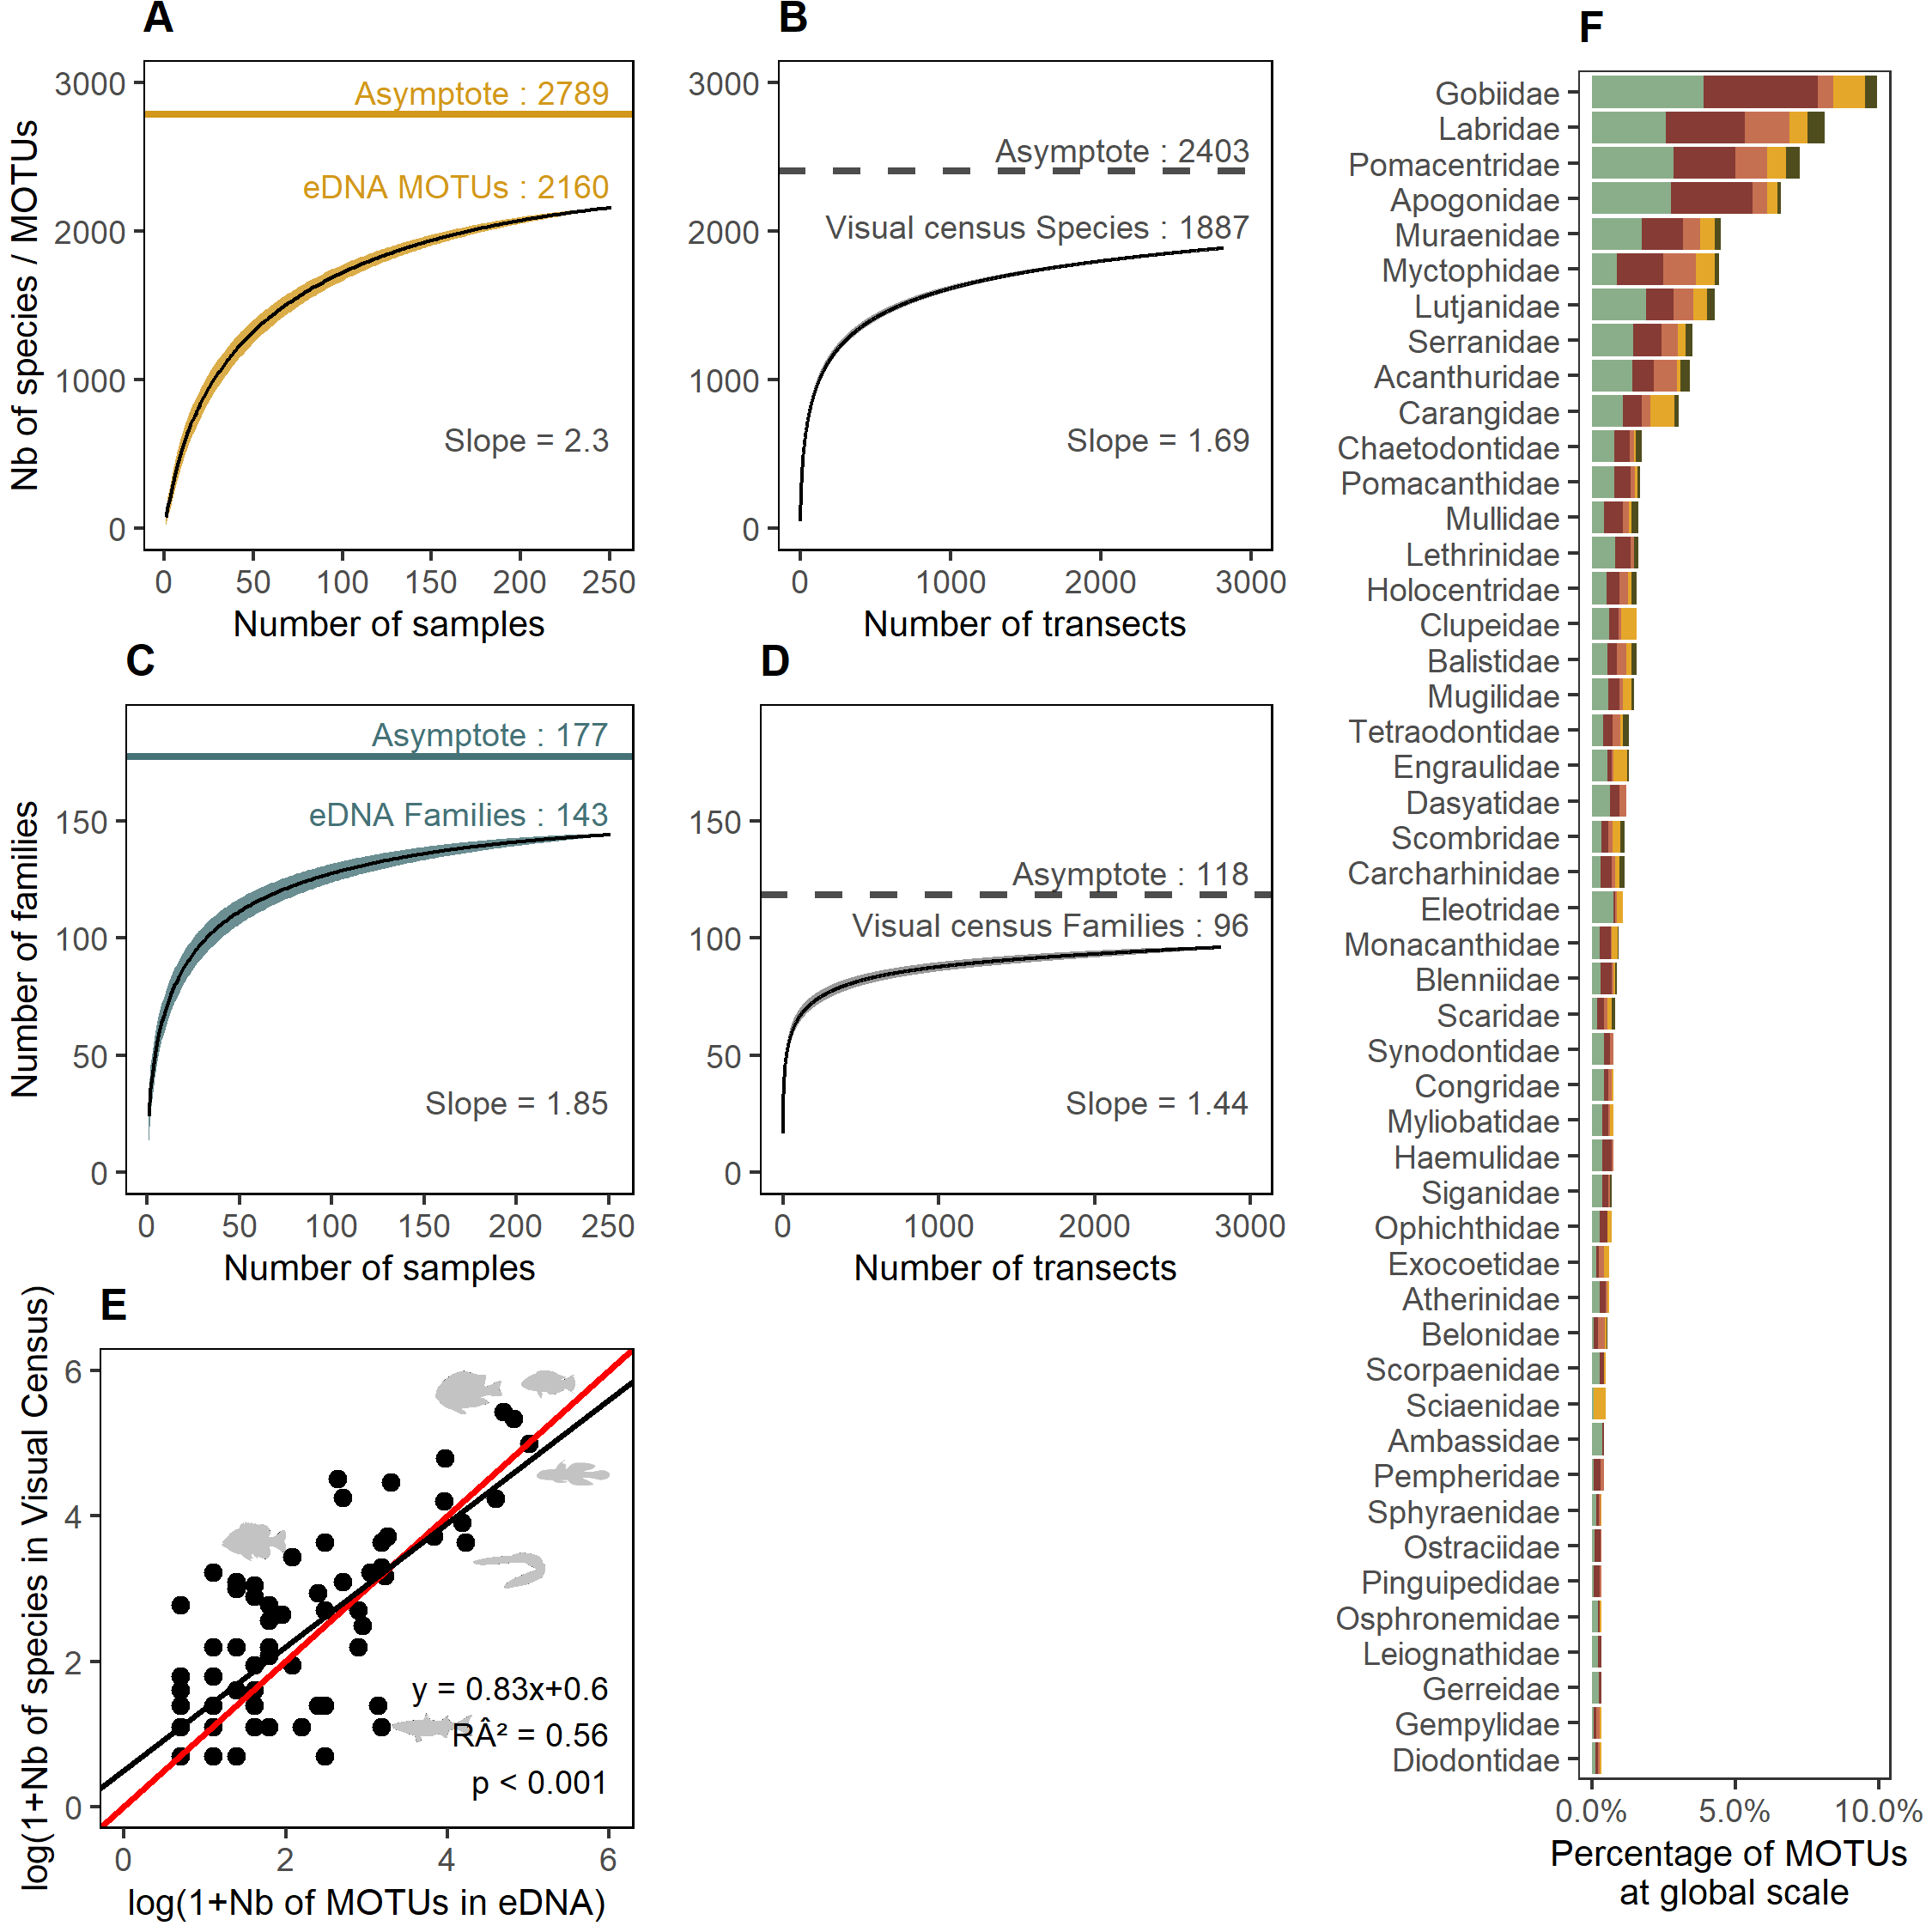 A
Nb of species / MOTUs
3000
2000
1000
0
Asymptote : 2789
eDNA MOTUs : 2160
Slope = 2.3
0 50 100 150 200 250
Number of samples
B
3000
2000
1000
0
Asymptote : 2403
Visual census Species : 1887
Slope = 1.69
0 1000 2000 3000
Number of transects
C
Number of families
150
100
50
0
Asymptote : 177
eDNA Families : 143
Slope = 1.85
0 50 100 150 200 250
Number of samples
D
150
100
50
0
Asymptote : 118
Visual census Families : 96
Slope = 1.44
0 1000 2000 3000
Number of transects
E
log(1+Nb of species in Visual Census)
6
4
2
0
y = 0.83x+0.6
RÂ² = 0.56
p < 0.001
0 2 4 6
log(1+Nb of MOTUs in eDNA)
F
Gobiidae
Labridae
Pomacentridae
Apogonidae
Muraenidae
Myctophidae
Lutjanidae
Serranidae
Acanthuridae
Carangidae
Chaetodontidae
Pomacanthidae
Mullidae
Lethrinidae
Holocentridae
Clupeidae
Balistidae
Mugilidae
Tetraodontidae
Engraulidae
Dasyatidae
Scombridae
Carcharhinidae
Eleotridae
Monacanthidae
Blenniidae
Scaridae
Synodontidae
Congridae
Myliobatidae
Haemulidae
Siganidae
Ophichthidae
Exocoetidae
Atherinidae
Belonidae
Scorpaenidae
Sciaenidae
Ambassidae
Pempheridae
Sphyraenidae
Ostraciidae
Pinguipedidae
Osphronemidae
Leiognathidae
Gerreidae
Gempylidae
Diodontidae
0.0% 5.0% 10.0%
Percentage of MOTUs
at global scale